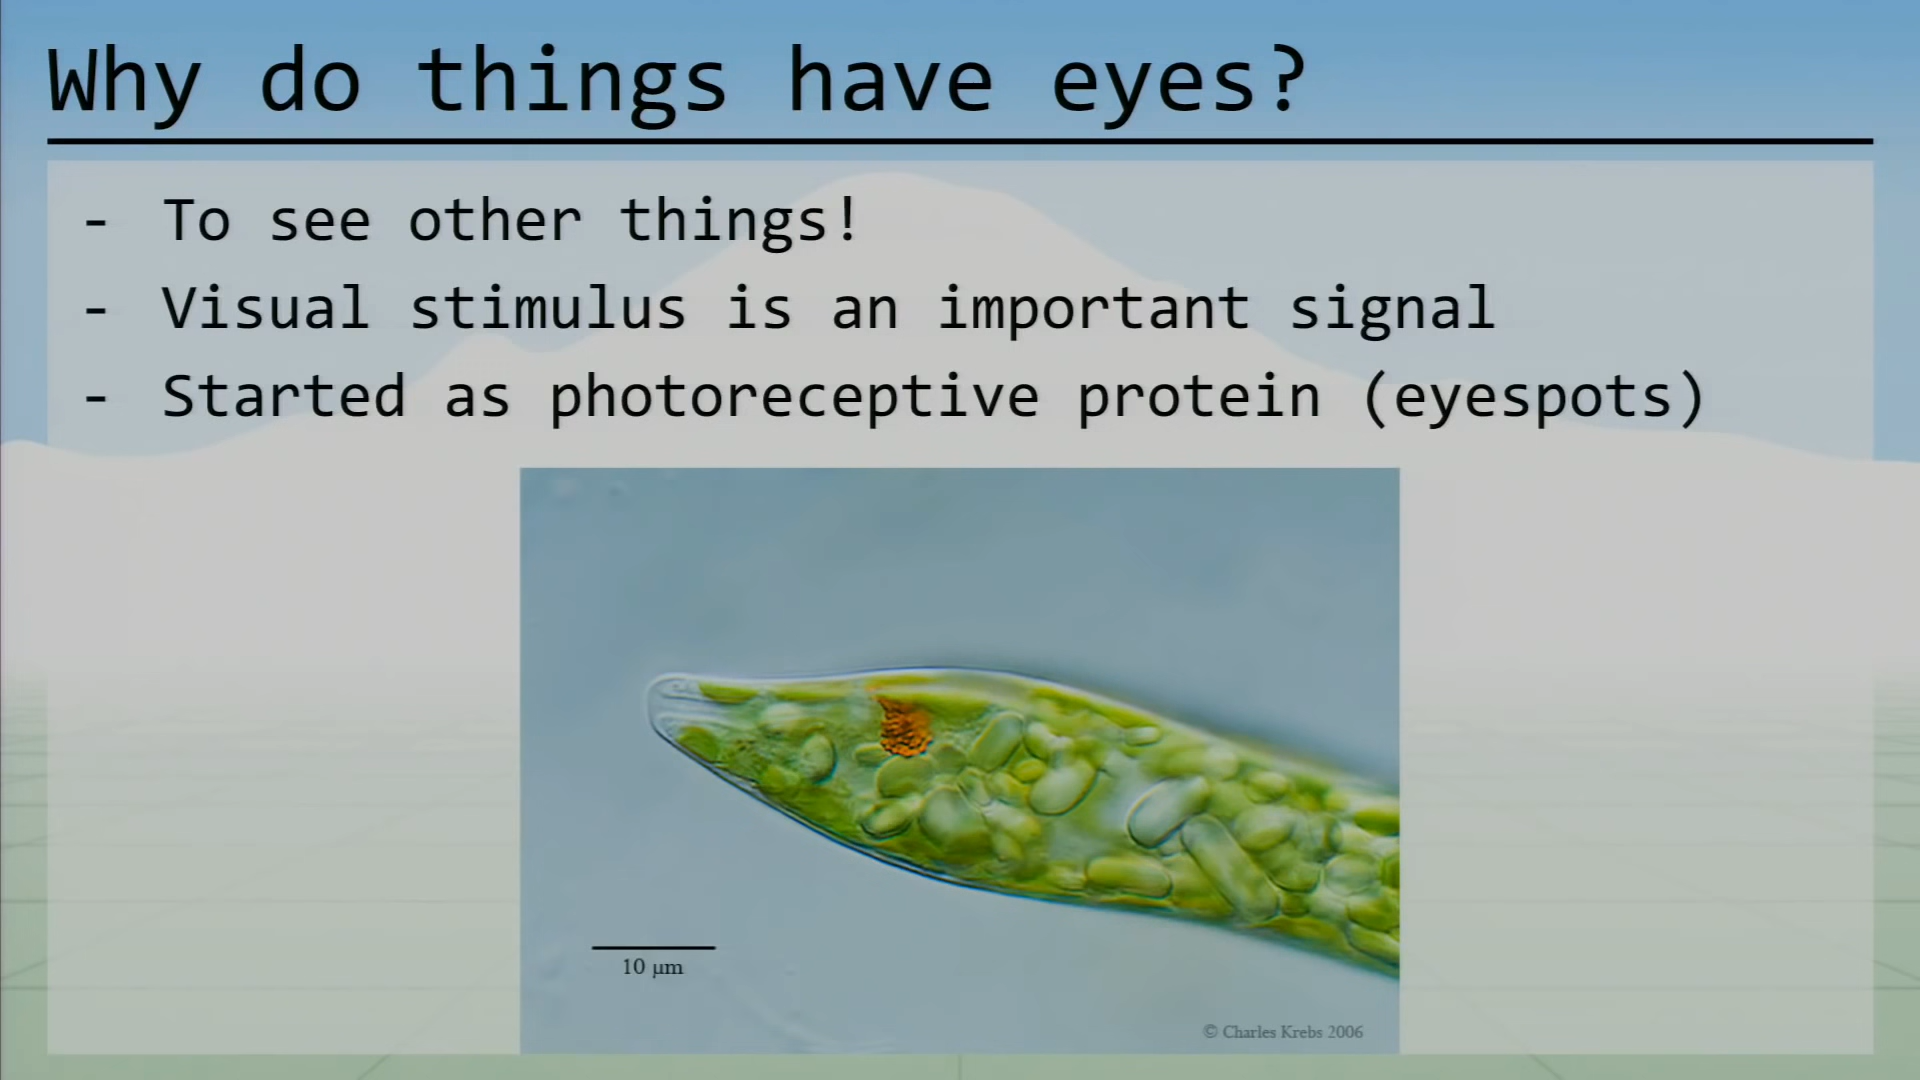 Why do things have eyes?
- To see other things!
- Visual stimulus is an important signal
- Started as photoreceptive protein (eyespots)
10 µm
© Charles Krebs 2006